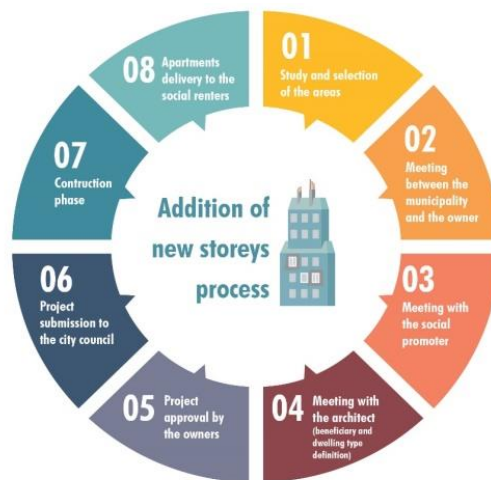 01
Study and selection
of the areas
02
Meeting
between the
municipality
and the owner
03
Meeting with
the social
promoter
04
Meeting with
the architect
(beneficiary and
dwelling type
definition)
05
Project
approval by
the owners
06
Project
submission to
the city council
07
Contruction
phase
08
Apartments
delivery to the
social renters
Addition of
new storeys
process